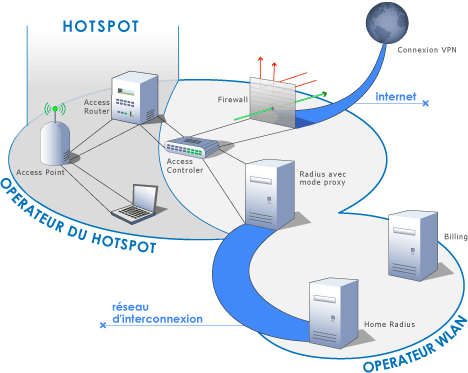 HOTSPOT
Connexion VPN
Access
Router
Firewall
internet
Access Point
Access
Controler
Radius avec
mode proxy
OPERATEUR DU HOTSPOT
Billing
réseau
d'interconnexion
Home Radius
OPERATEUR WLAN